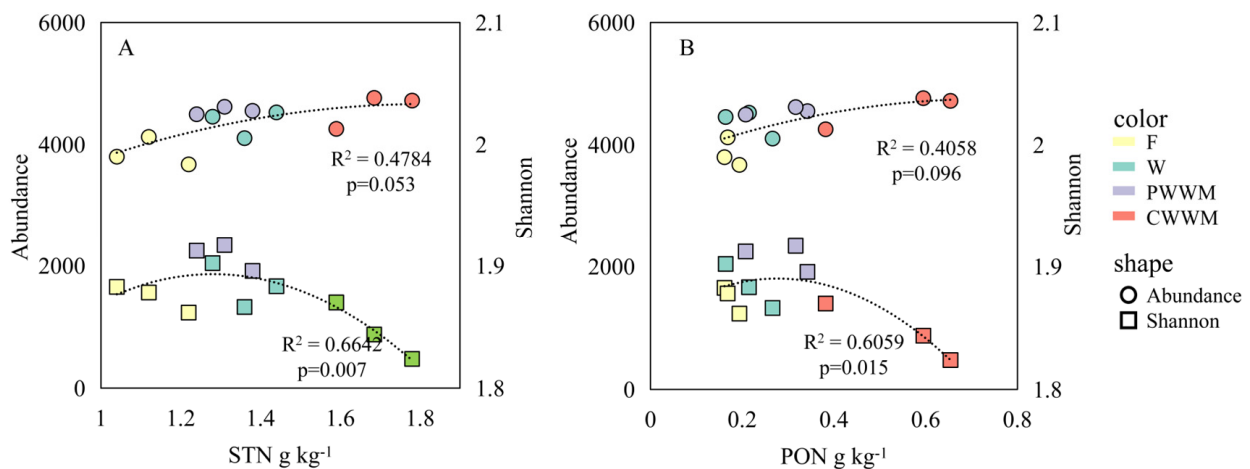 A
6000
4000
2000
0
Abundance
2.1
2
1.9
1.8
Shannon
R² = 0.4784
p=0.053
R² = 0.6642
p=0.007
1 1.2 1.4 1.6 1.8
STN g kg⁻¹
B
6000
4000
2000
0
Abundance
2.1
2
1.9
1.8
Shannon
R² = 0.4058
p=0.096
R² = 0.6059
p=0.015
0 0.2 0.4 0.6 0.8
PON g kg⁻¹
color
F
W
PWWM
CWWM
shape
Abundance
Shannon